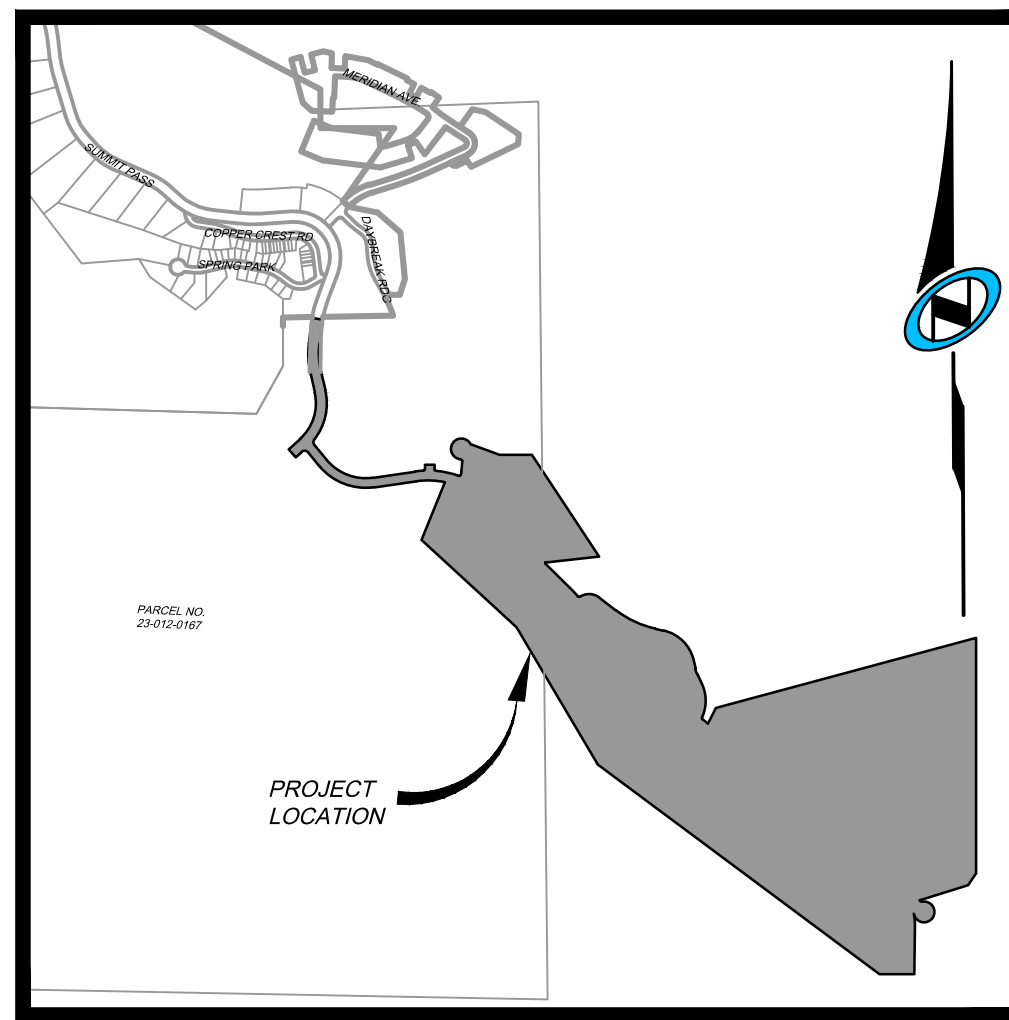 MERIDIAN AVE.
SUMMIT PASS
COPPER CREST RD
DAYBREAK RDG
SPRING PARK
PARCEL NO.
23-012-0167
PROJECT
LOCATION